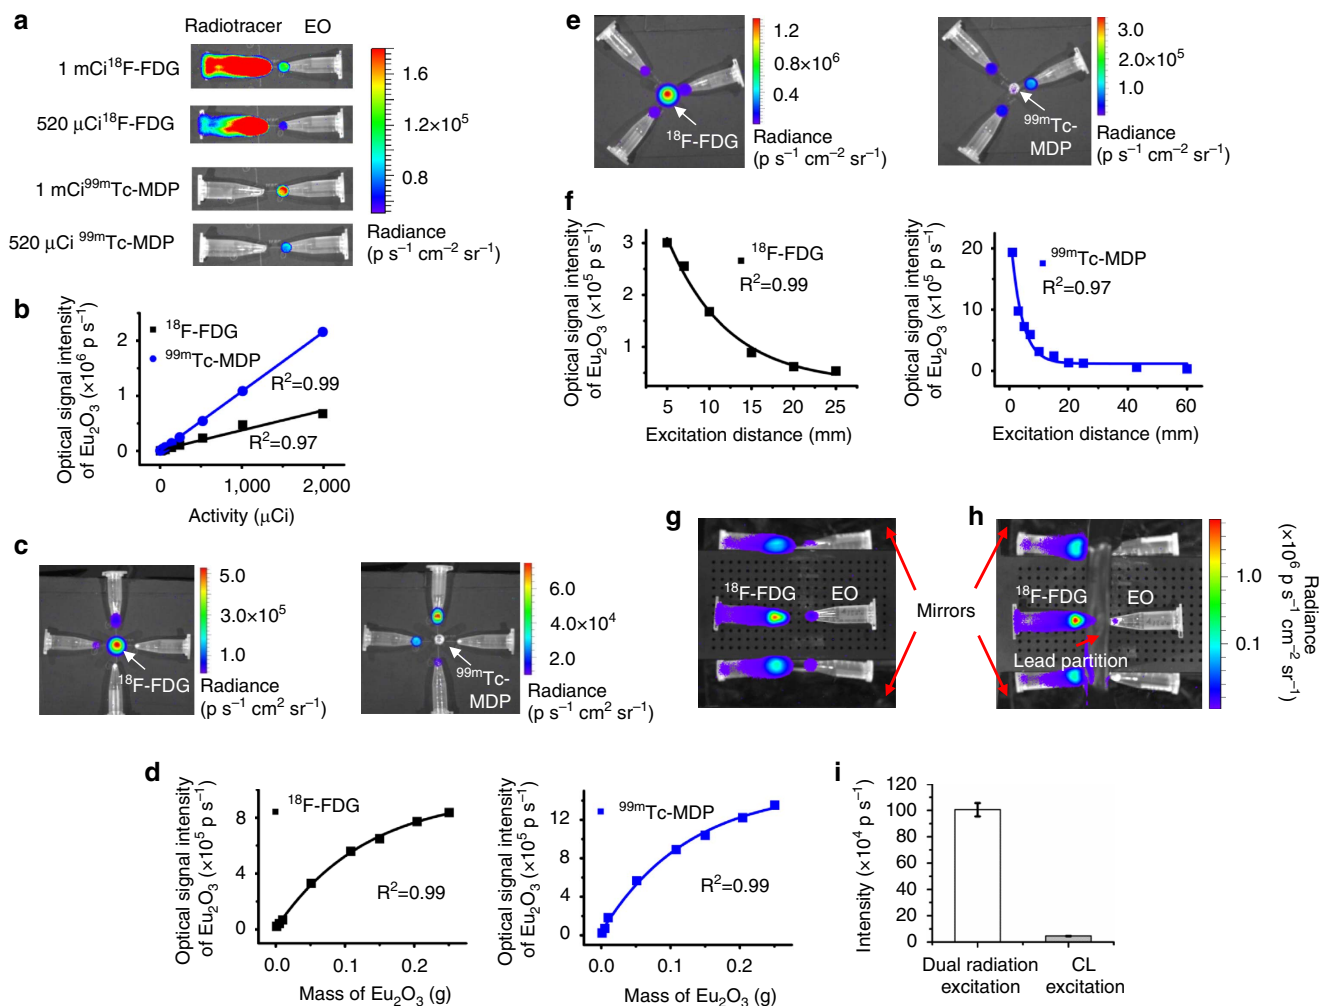 a
Radiotracer EO
1 mCi¹⁸F-FDG
520 μCi¹⁸F-FDG
1 mCi⁹⁹ᵐTc-MDP
520 μCi ⁹⁹ᵐTc-MDP
1.6
1.2×10⁵
0.8
Radiance
(p s⁻¹ cm⁻² sr⁻¹)
b
Optical signal intensity
of Eu₂O₃ (×10⁶ p s⁻¹)
2
1
0
¹⁸F-FDG
⁹⁹ᵐTc-MDP
R²=0.99
R²=0.97
0 1,000 2,000
Activity (μCi)
c
¹⁸F-FDG
5.0
3.0×10⁵
1.0
Radiance
(p s⁻¹ cm² sr⁻¹)
⁹⁹ᵐTc-
MDP
6.0
4.0×10⁴
2.0
Radiance
(p s⁻¹ cm² sr⁻¹)
d
Optical signal intensity
of Eu₂O₃ (×10⁵ p s⁻¹)
8
4
0
¹⁸F-FDG
R²=0.99
0.0 0.1 0.2
Mass of Eu₂O₃ (g)
Optical signal intensity
of Eu₂O₃ (×10⁵ p s⁻¹)
12
8
4
0
⁹⁹ᵐTc-MDP
R²=0.99
0.0 0.1 0.2
Mass of Eu₂O₃ (g)
e
¹⁸F-FDG
1.2
0.8×10⁶
0.4
Radiance
(p s⁻¹ cm⁻² sr⁻¹)
⁹⁹ᵐTc-
MDP
3.0
2.0×10⁵
1.0
Radiance
(p s⁻¹ cm⁻² sr⁻¹)
f
Optical signal intensity
of Eu₂O₃ (×10⁵ p s⁻¹)
3
2
1
¹⁸F-FDG
R²=0.99
5 10 15 20 25
Excitation distance (mm)
Optical signal intensity
of Eu₂O₃ (×10⁵ p s⁻¹)
20
10
0
⁹⁹ᵐTc-MDP
R²=0.97
0 20 40 60
Excitation distance (mm)
g
¹⁸F-FDG EO
Mirrors
h
¹⁸F-FDG EO
Lead partition
1.0
0.1
Radiance
(×10⁶ p s⁻¹ cm⁻² sr⁻¹)
i
Intensity (×10⁴ p s⁻¹)
120
100
80
60
40
20
0
Dual radiation
excitation
CL
excitation